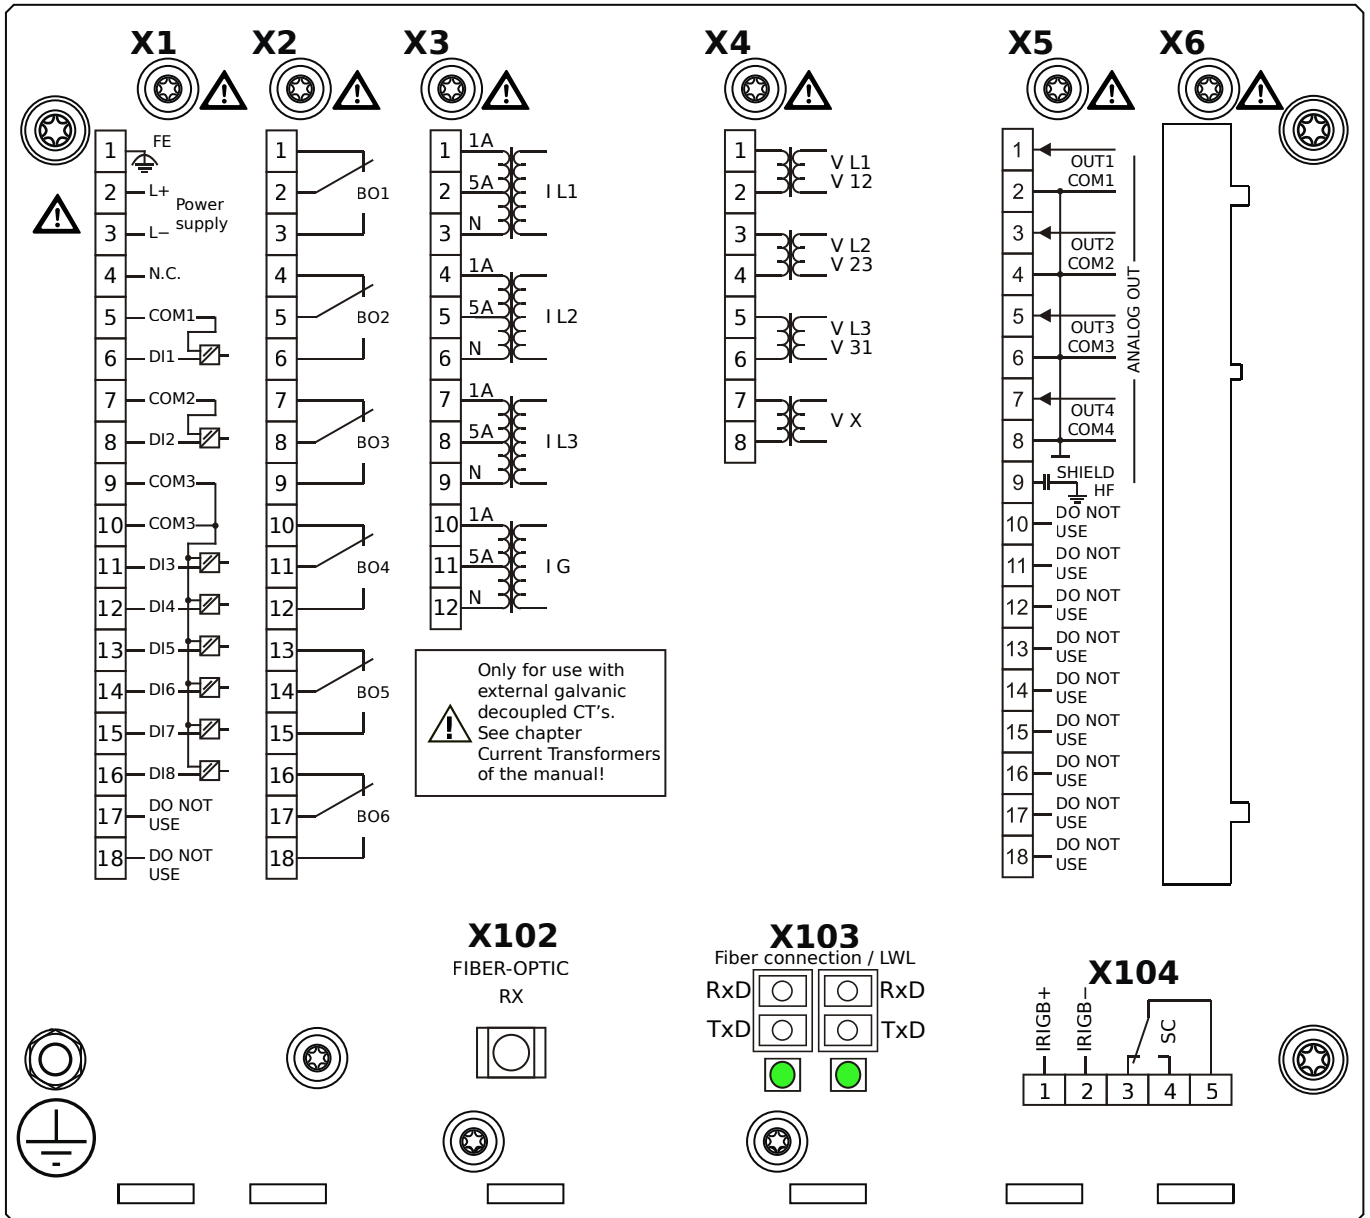 X1 X2 X3 X4 X5 X6
1 FE
2 L+
Power
supply
3 L−
4 N.C.
5 COM1
6 DI1
7 COM2
8 DI2
9 COM3
10 COM3
11 DI3
12 DI4
13 DI5
14 DI6
15 DI7
16 DI8
17 DO NOT
USE
18 DO NOT
USE
1
2 BO1
3
4
5 BO2
6
7
8 BO3
9
10
11 BO4
12
13
14 BO5
15
16
17 BO6
18
1 1A
2 5A I L1
3 N
4 1A
5 5A I L2
6 N
7 1A
8 5A I L3
9 N
10 1A
11 5A I G
12 N
Only for use with
external galvanic
decoupled CT's.
See chapter
Current Transformers
of the manual!
1 V L1
2 V 12
3 V L2
4 V 23
5 V L3
6 V 31
7 V X
8
1 OUT1
2 COM1
3 OUT2
4 COM2
5 OUT3
6 COM3
7 OUT4
8 COM4
ANALOG OUT
9 SHIELD
HF
10 DO NOT
USE
11 DO NOT
USE
12 DO NOT
USE
13 DO NOT
USE
14 DO NOT
USE
15 DO NOT
USE
16 DO NOT
USE
17 DO NOT
USE
18 DO NOT
USE
X102
FIBER-OPTIC
RX
X103
Fiber connection / LWL
RxD RxD
TxD TxD
X104
IRIGB+ IRIGB− SC
1 2 3 4 5